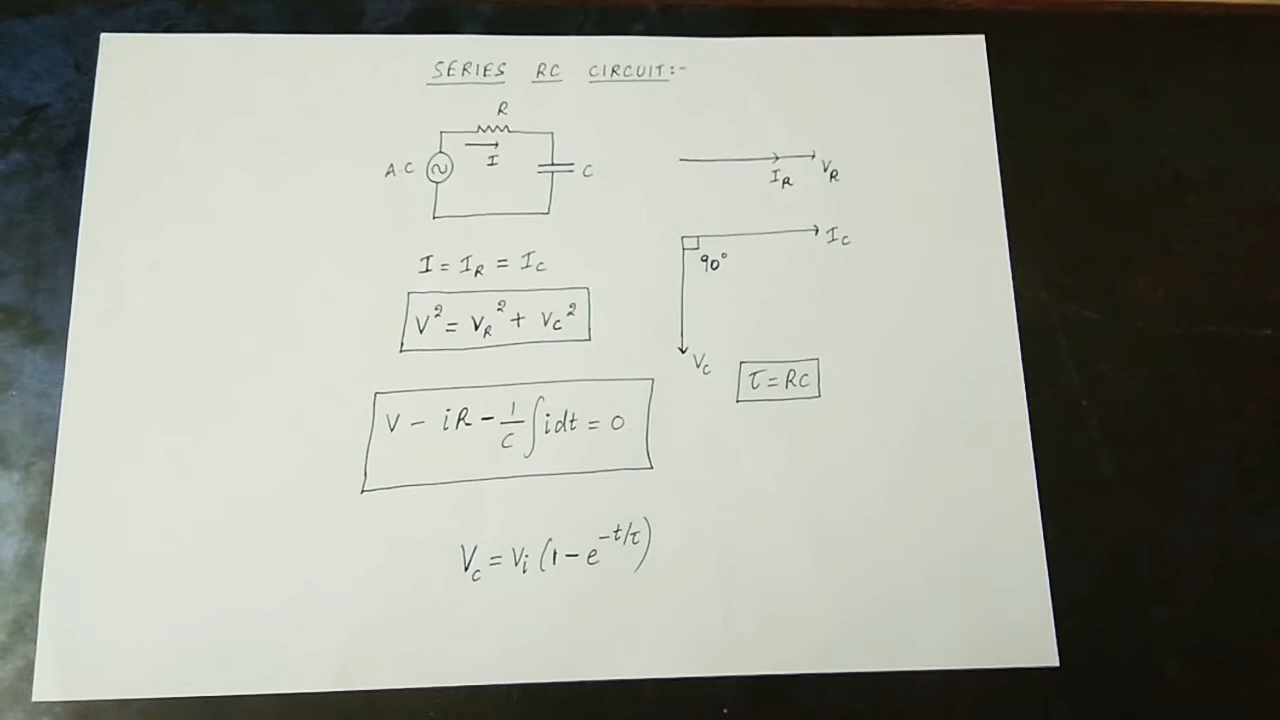 SERIES RC CIRCUIT:-
R
I
A.C
C
I_R V_R
I_C
90°
V_C
I = I_R = I_C
V² = V_R² + V_C²
τ = RC
V - iR - 1/C ∫ i dt = 0
V_c = V_i (1 - e^{-t/τ})